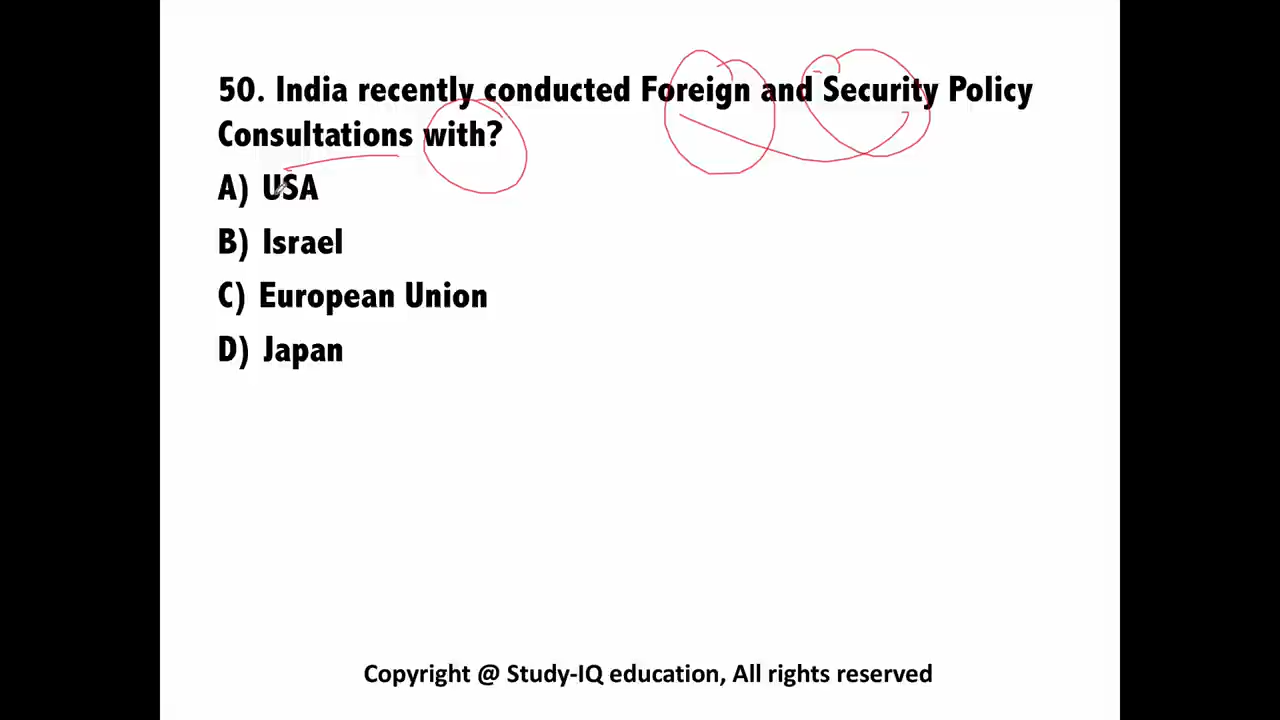 50. India recently conducted Foreign and Security Policy
Consultations with?
A) USA
B) Israel
C) European Union
D) Japan
Copyright @ Study-IQ education, All rights reserved